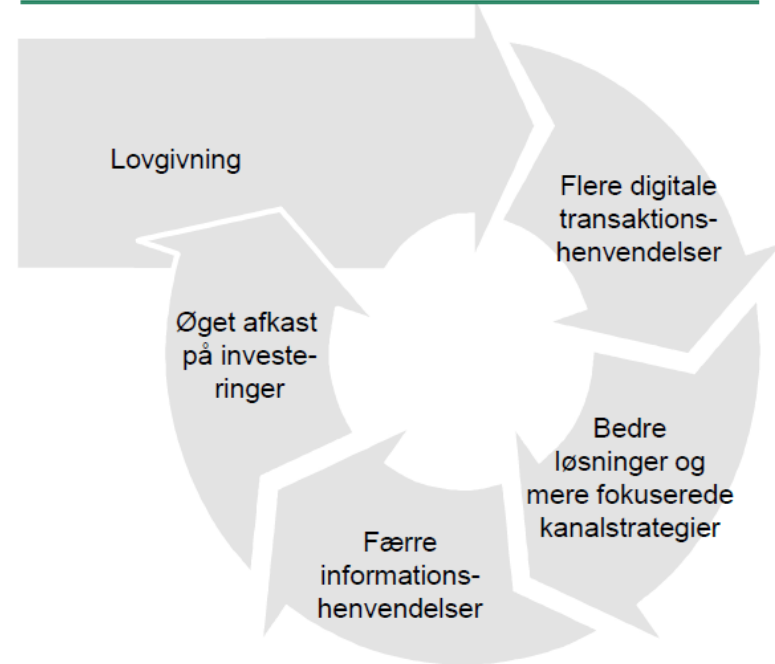 Lovgivning
Flere digitale
transaktions-
henvendelser
Bedre
løsninger og
mere fokuserede
kanalstrategier
Færre
informations-
henvendelser
Øget afkast
på investe-
ringer